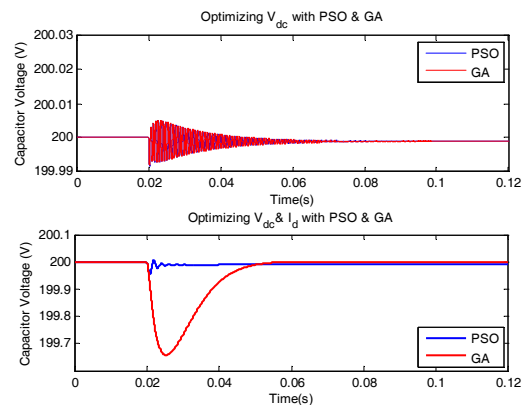 Optimizing V_dc with PSO & GA
Capacitor Voltage (V)
200.03
200.01
200
199.99
PSO
GA
0 0.02 0.04 0.06 0.08 0.1 0.12
Time(s)
Optimizing V_dc& I_d with PSO & GA
Capacitor Voltage (V)
200.1
200
199.9
199.8
199.7
PSO
GA
0 0.02 0.04 0.06 0.08 0.1 0.12
Time(s)